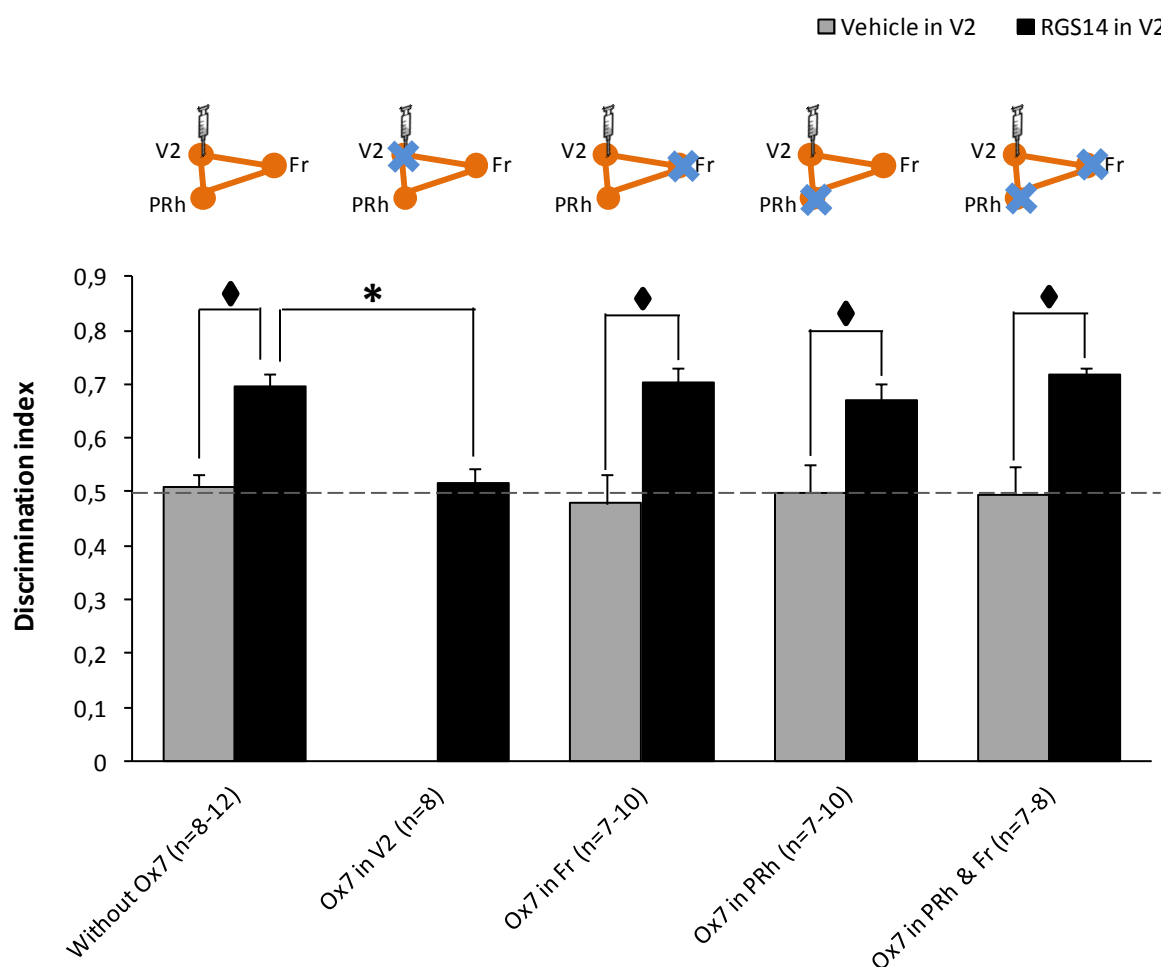 Vehicle in V2 RGS14 in V2
V2 Fr PRh
V2 Fr PRh
V2 Fr PRh
V2 Fr PRh
V2 Fr PRh
Discrimination index
0,9
0,8
0,7
0,6
0,5
0,4
0,3
0,2
0,1
0
♦ * ♦ ♦ ♦
Without Ox7 (n=8-12)
Ox7 in V2 (n=8)
Ox7 in Fr (n=7-10)
Ox7 in PRh (n=7-10)
Ox7 in PRh & Fr (n=7-8)